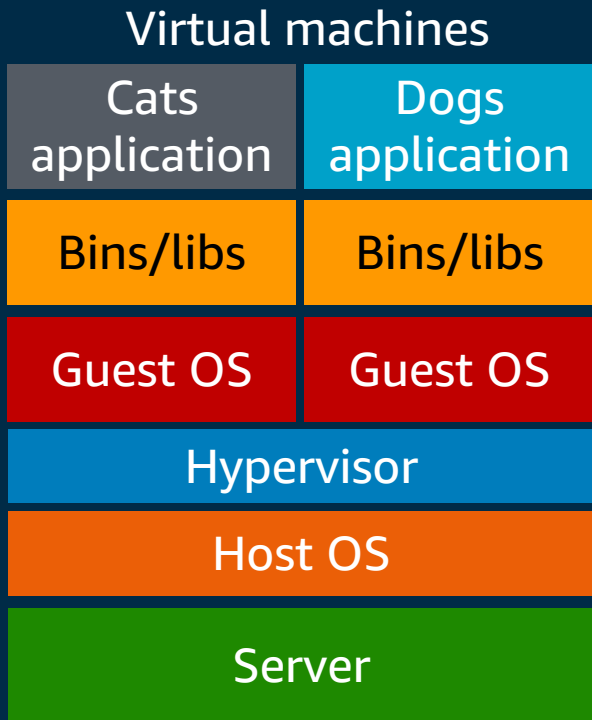 Virtual machines
Cats
application
Dogs
application
Bins/libs
Bins/libs
Guest OS
Guest OS
Hypervisor
Host OS
Server